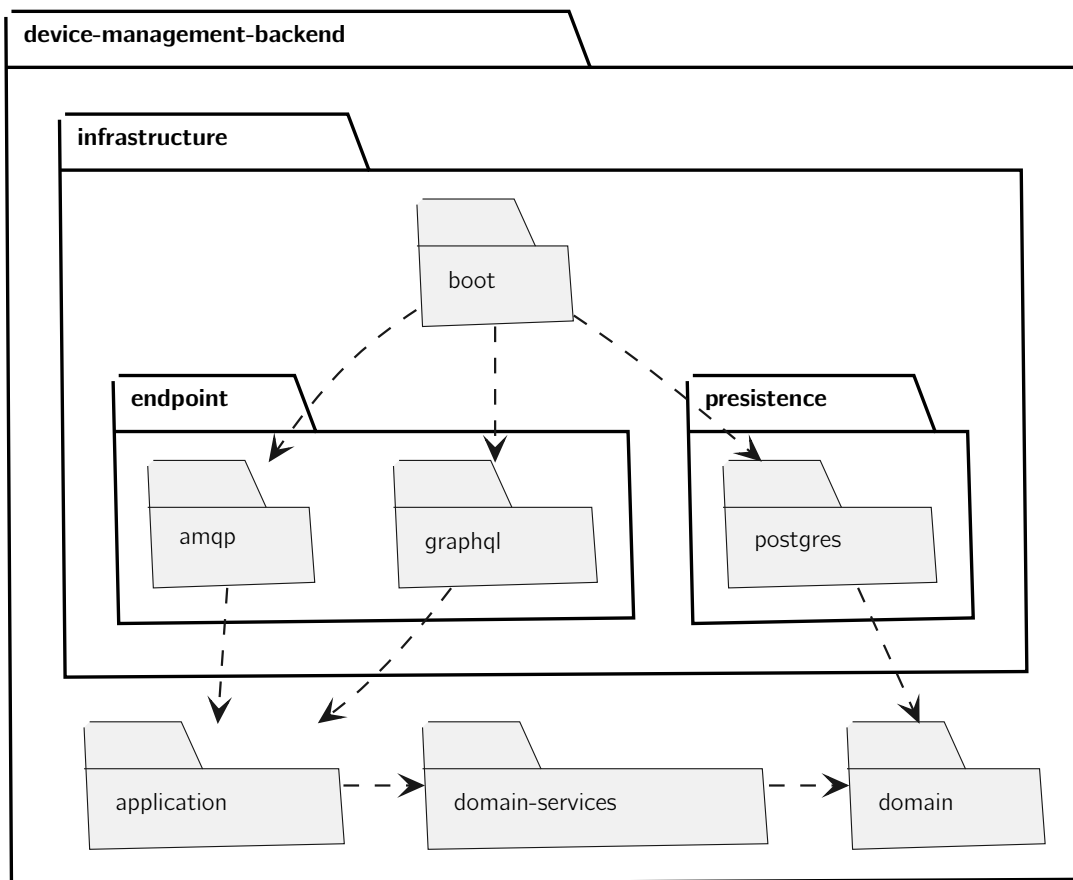 device-management-backend
infrastructure
boot
endpoint
presistence
amqp
graphql
postgres
application
domain-services
domain